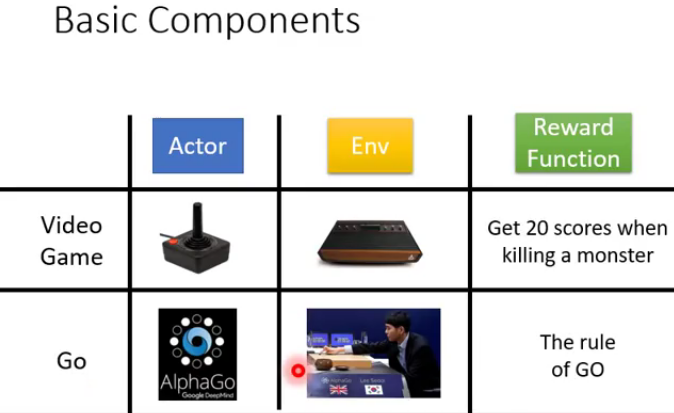 Basic Components
Actor
Env
Reward
Function
Video
Game
Get 20 scores when
killing a monster
Go
AlphaGo
Google DeepMind
The rule
of GO